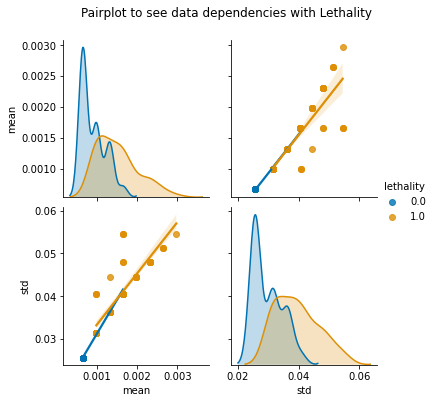 Pairplot to see data dependencies with Lethality
0.0030
0.0025
0.0020
0.0015
0.0010
mean
lethality
0.0
1.0
0.06
0.05
0.04
0.03
std
0.001 0.002 0.003
mean
0.02 0.04 0.06
std